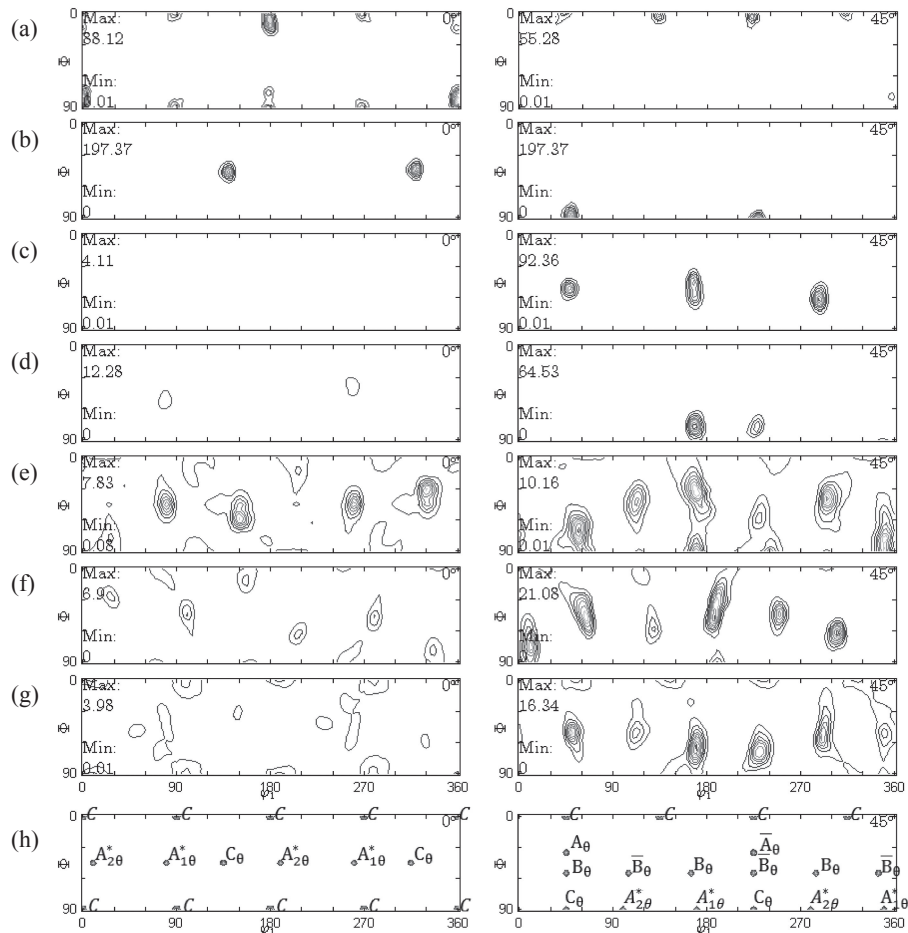 (a) 0 Max: 38.12 Φ Min: 0.01 90 0°
0 Max: 55.28 Φ Min: 0.01 90 45°
(b) 0 Max: 197.37 Φ Min: 0 90 0°
0 Max: 197.37 Φ Min: 0 90 45°
(c) 0 Max: 4.11 Φ Min: 0.01 90 0°
0 Max: 92.36 Φ Min: 0.01 90 45°
(d) 0 Max: 12.28 Φ Min: 0 90 0°
0 Max: 64.53 Φ Min: 0 90 45°
(e) 0 Max: 7.83 Φ Min: 0.08 90 0°
0 Max: 10.16 Φ Min: 0.01 90 45°
(f) 0 Max: 6.9 Φ Min: 0 90 0°
0 Max: 21.08 Φ Min: 0 90 45°
(g) 0 Max: 3.98 Φ Min: 0.01 90 0°
0 Max: 16.34 Φ Min: 0 90 45°
0 90 180 270 360 φ₁
0 90 180 270 360 φ₁
(h) 0 C C C C C Φ 90
A*2θ A*1θ Cθ A*2θ A*1θ Cθ
C C C C C
0 90 180 270 360 φ₁
0 C C C C 45° Φ 90
Aθ A̅θ
Bθ B̅θ Bθ B̅θ Bθ B̅θ
Cθ A*2θ A*1θ Cθ A*2θ A*1θ
0 90 180 270 360 φ₁